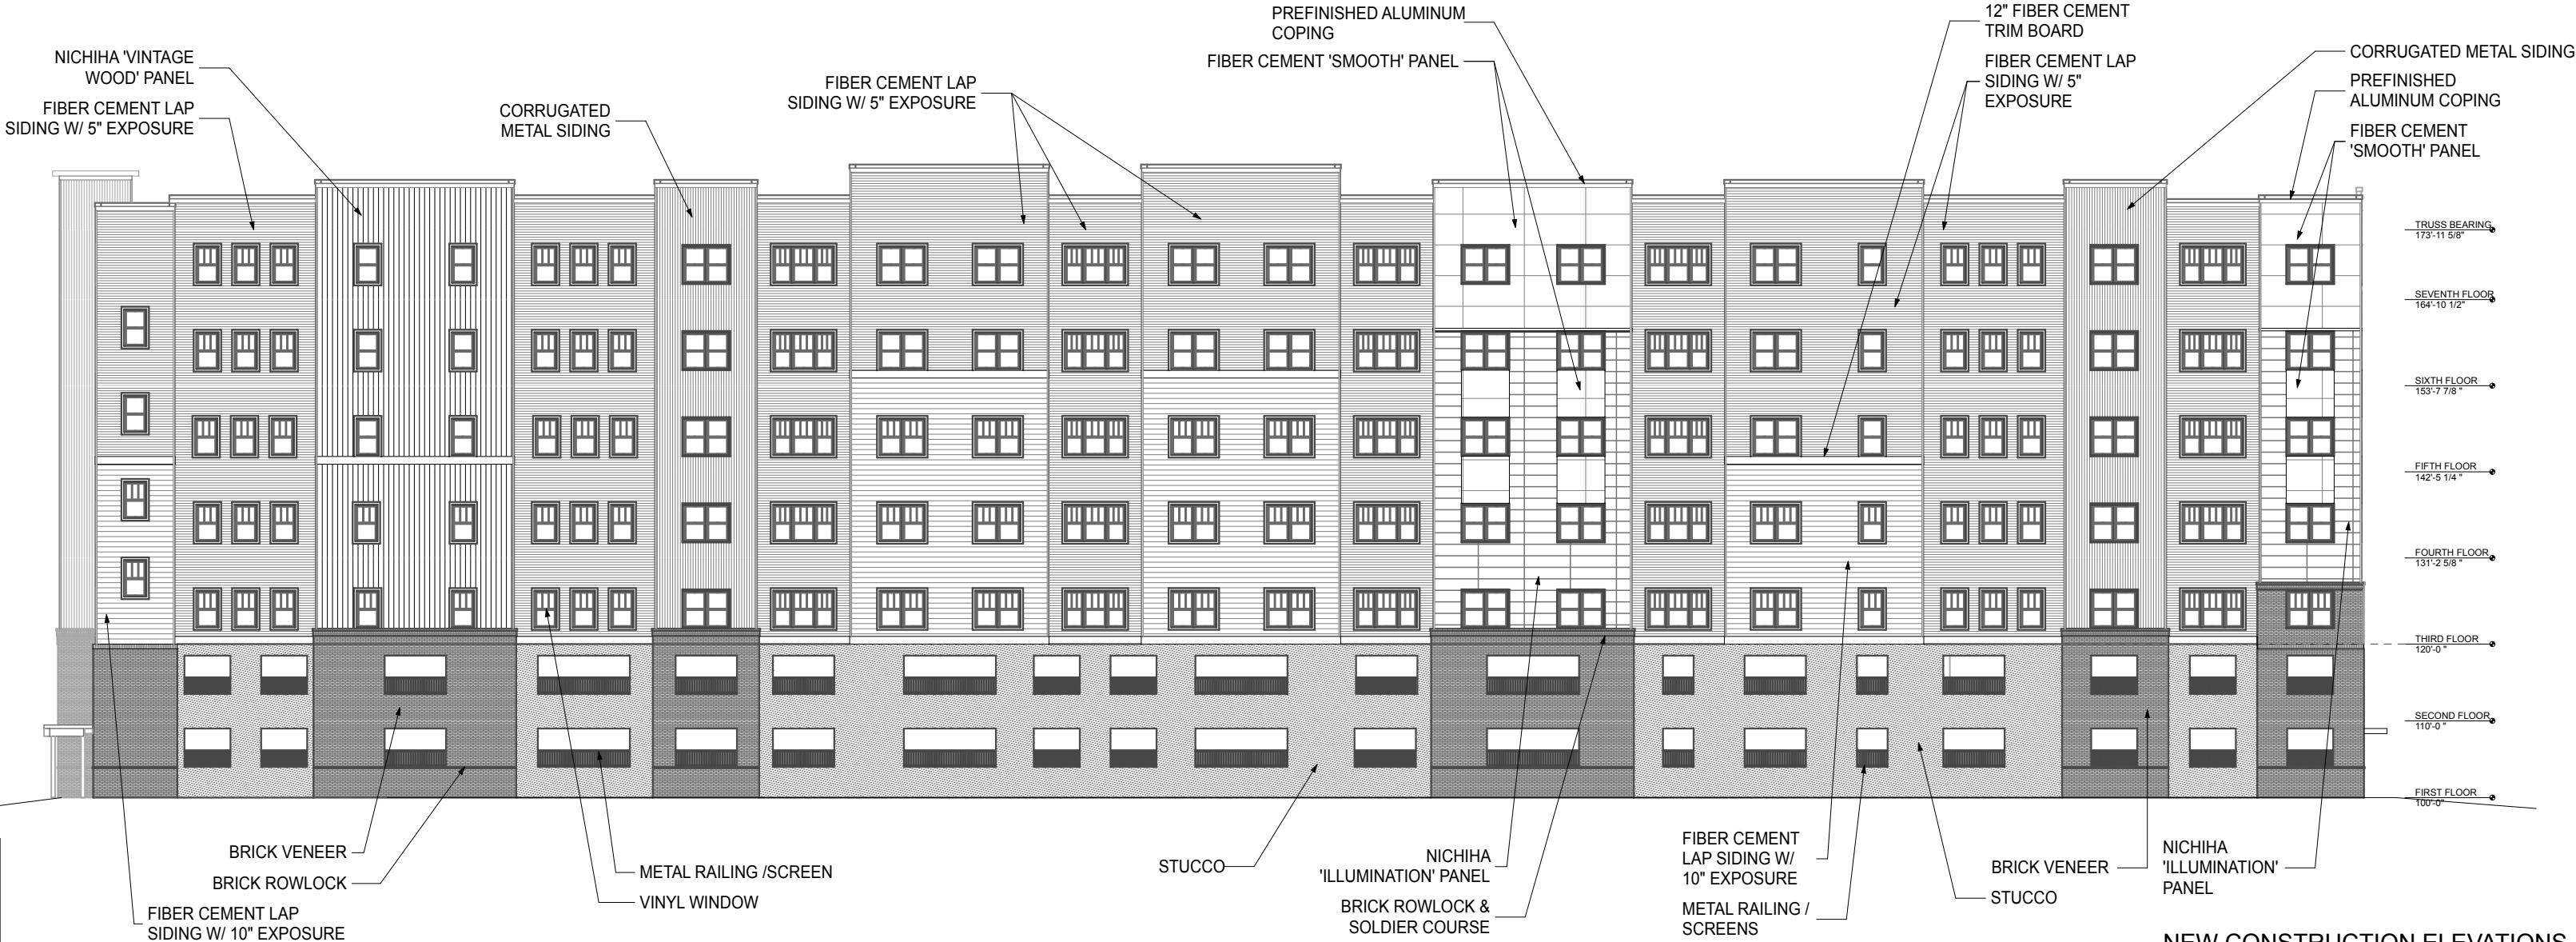 NICHIHA 'VINTAGE
WOOD' PANEL
FIBER CEMENT LAP
SIDING W/ 5" EXPOSURE
CORRUGATED
METAL SIDING
FIBER CEMENT LAP
SIDING W/ 5" EXPOSURE
PREFINISHED ALUMINUM
COPING
FIBER CEMENT 'SMOOTH' PANEL
12" FIBER CEMENT
TRIM BOARD
FIBER CEMENT LAP
SIDING W/ 5"
EXPOSURE
CORRUGATED METAL SIDING
PREFINISHED
ALUMINUM COPING
FIBER CEMENT
'SMOOTH' PANEL
TRUSS BEARING
173'-11 5/8"
SEVENTH FLOOR
164'-10 1/2"
SIXTH FLOOR
153'-7 7/8 "
FIFTH FLOOR
142'-5 1/4 "
FOURTH FLOOR
131'-2 5/8 "
THIRD FLOOR
120'-0 "
SECOND FLOOR
110'-0 "
FIRST FLOOR
100'-0"
BRICK VENEER
BRICK ROWLOCK
FIBER CEMENT LAP
SIDING W/ 10" EXPOSURE
METAL RAILING /SCREEN
VINYL WINDOW
STUCCO
NICHIHA
'ILLUMINATION' PANEL
BRICK ROWLOCK &
SOLDIER COURSE
FIBER CEMENT
LAP SIDING W/
10" EXPOSURE
METAL RAILING /
SCREENS
BRICK VENEER
STUCCO
NICHIHA
'ILLUMINATION'
PANEL
NEW CONSTRUCTION ELEVATIONS